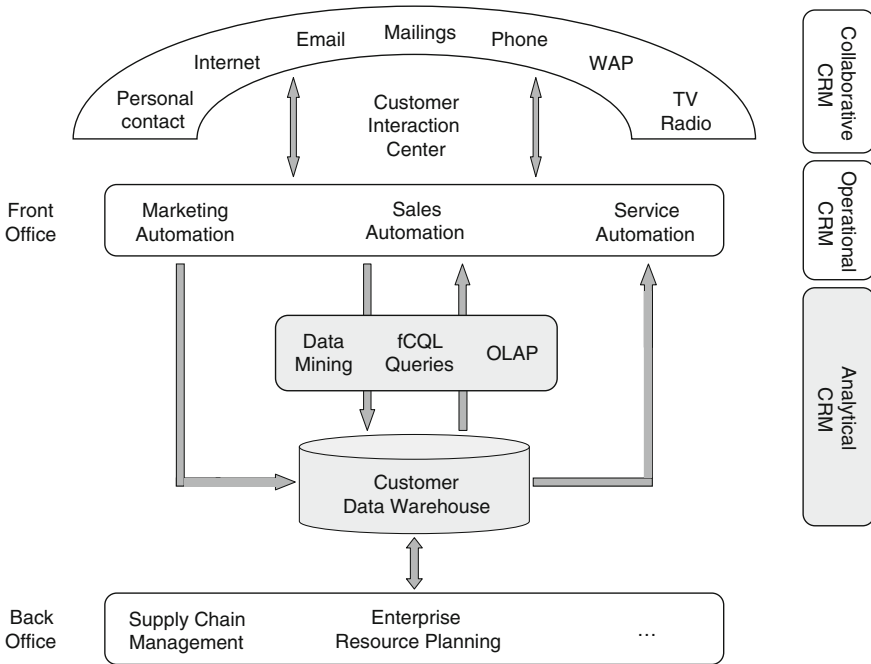 Mailings
Email
Phone
Internet
WAP
Personal
contact
TV
Radio
Customer
Interaction
Center
Collaborative
CRM
Front
Office
Marketing
Automation
Sales
Automation
Service
Automation
Operational
CRM
Data
Mining
fCQL
Queries
OLAP
Analytical
CRM
Customer
Data Warehouse
Back
Office
Supply Chain
Management
Enterprise
Resource Planning
...